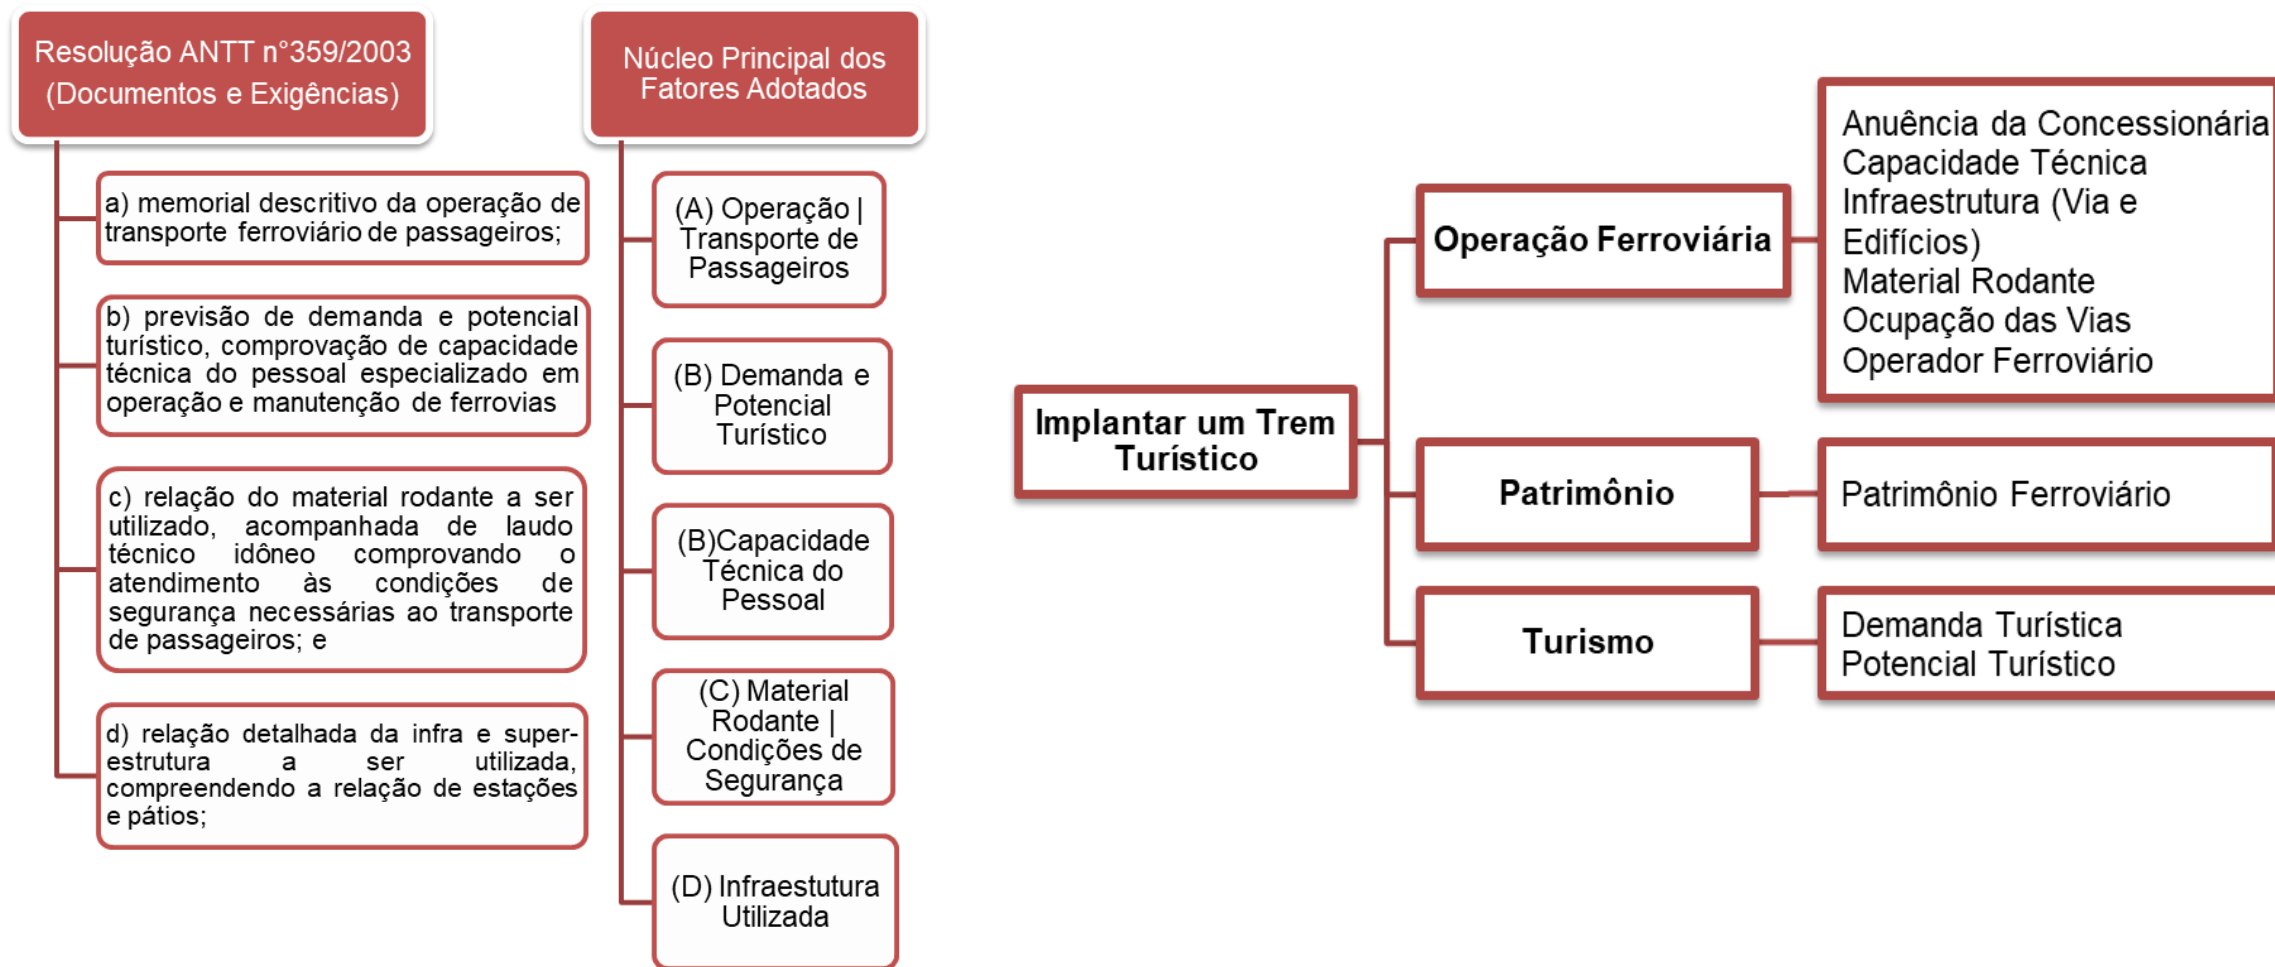 Resolução ANTT n°359/2003
(Documentos e Exigências)
a) memorial descritivo da operação de
transporte ferroviário de passageiros;
b) previsão de demanda e potencial
turístico, comprovação de capacidade
técnica do pessoal especializado em
operação e manutenção de ferrovias
c) relação do material rodante a ser
utilizado, acompanhada de laudo
técnico idôneo comprovando o
atendimento às condições de
segurança necessárias ao transporte
de passageiros; e
d) relação detalhada da infra e super-
estrutura a ser utilizada,
compreendendo a relação de estações
e pátios;
Núcleo Principal dos
Fatores Adotados
(A) Operação |
Transporte de
Passageiros
(B) Demanda e
Potencial
Turístico
(B)Capacidade
Técnica do
Pessoal
(C) Material
Rodante |
Condições de
Segurança
(D) Infraestutura
Utilizada
Implantar um Trem
Turístico
Operação Ferroviária
Anuência da Concessionária
Capacidade Técnica
Infraestrutura (Via e
Edifícios)
Material Rodante
Ocupação das Vias
Operador Ferroviário
Patrimônio
Patrimônio Ferroviário
Turismo
Demanda Turística
Potencial Turístico